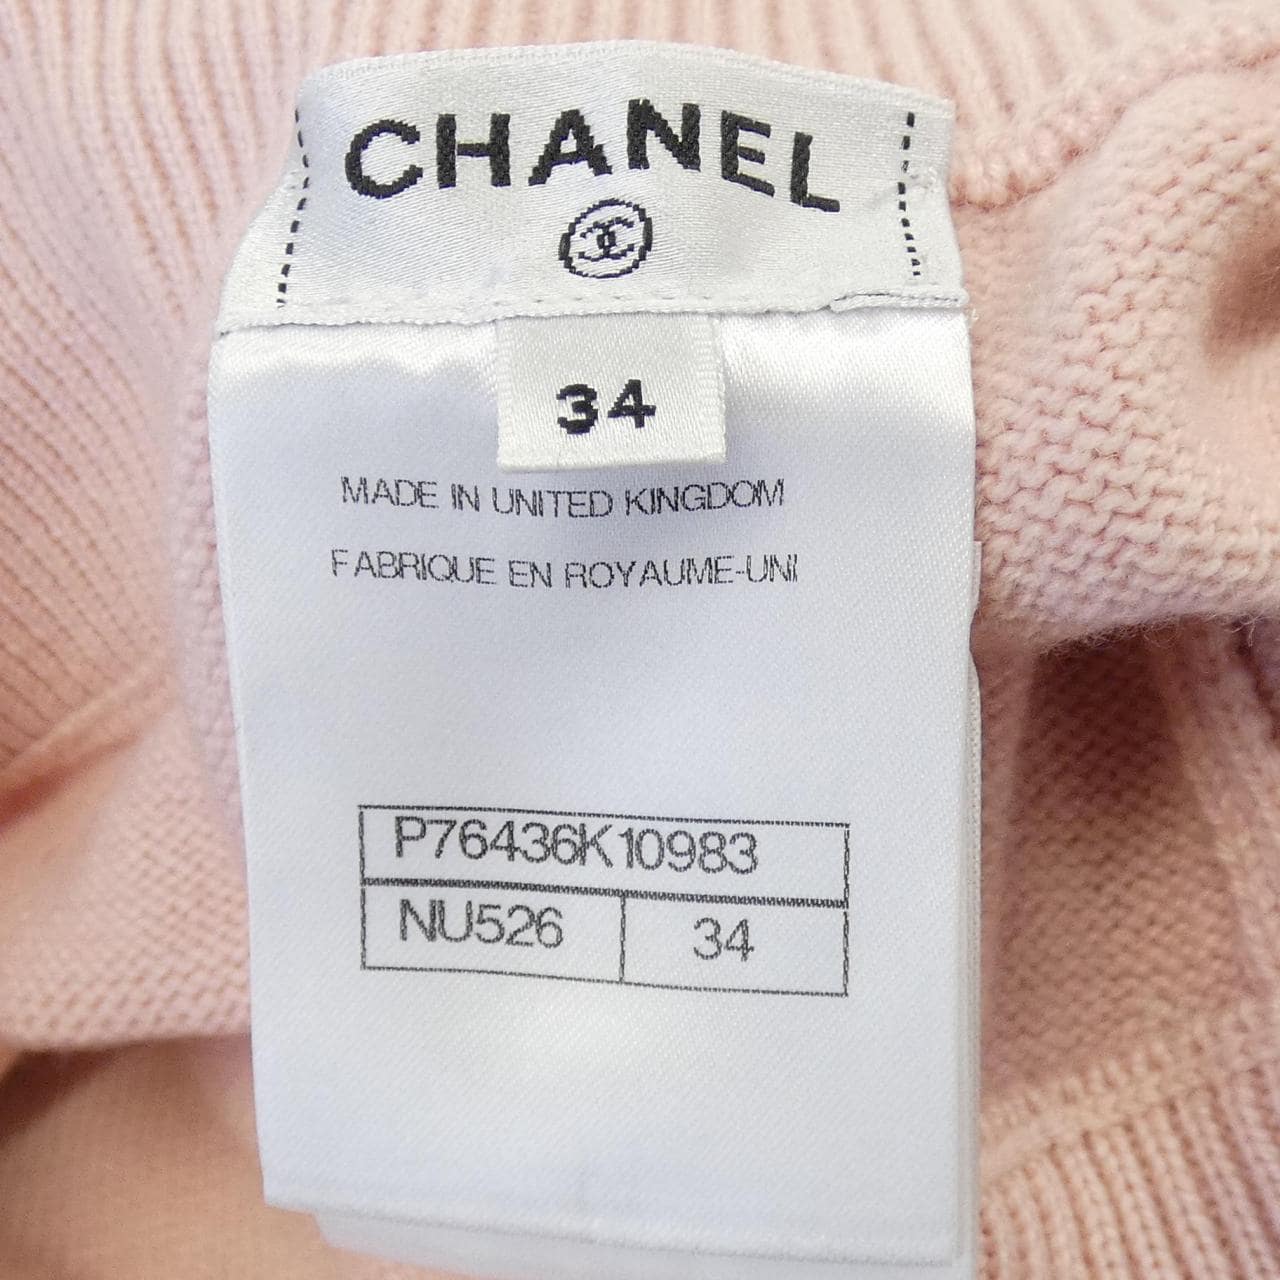 CHANEL
34
MADE IN UNITED KINGDOM
FABRIQUE EN ROYAUME-UNI
P76436K10983
NU526 34